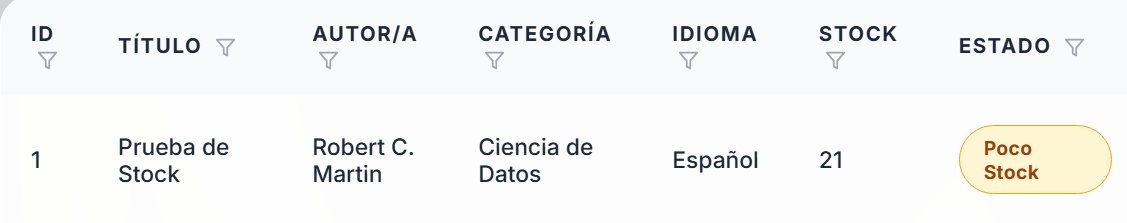 ID
TÍTULO
AUTOR/A
CATEGORÍA
IDIOMA
STOCK
ESTADO
1
Prueba de
Stock
Robert C.
Martin
Ciencia de
Datos
Español
21
Poco
Stock